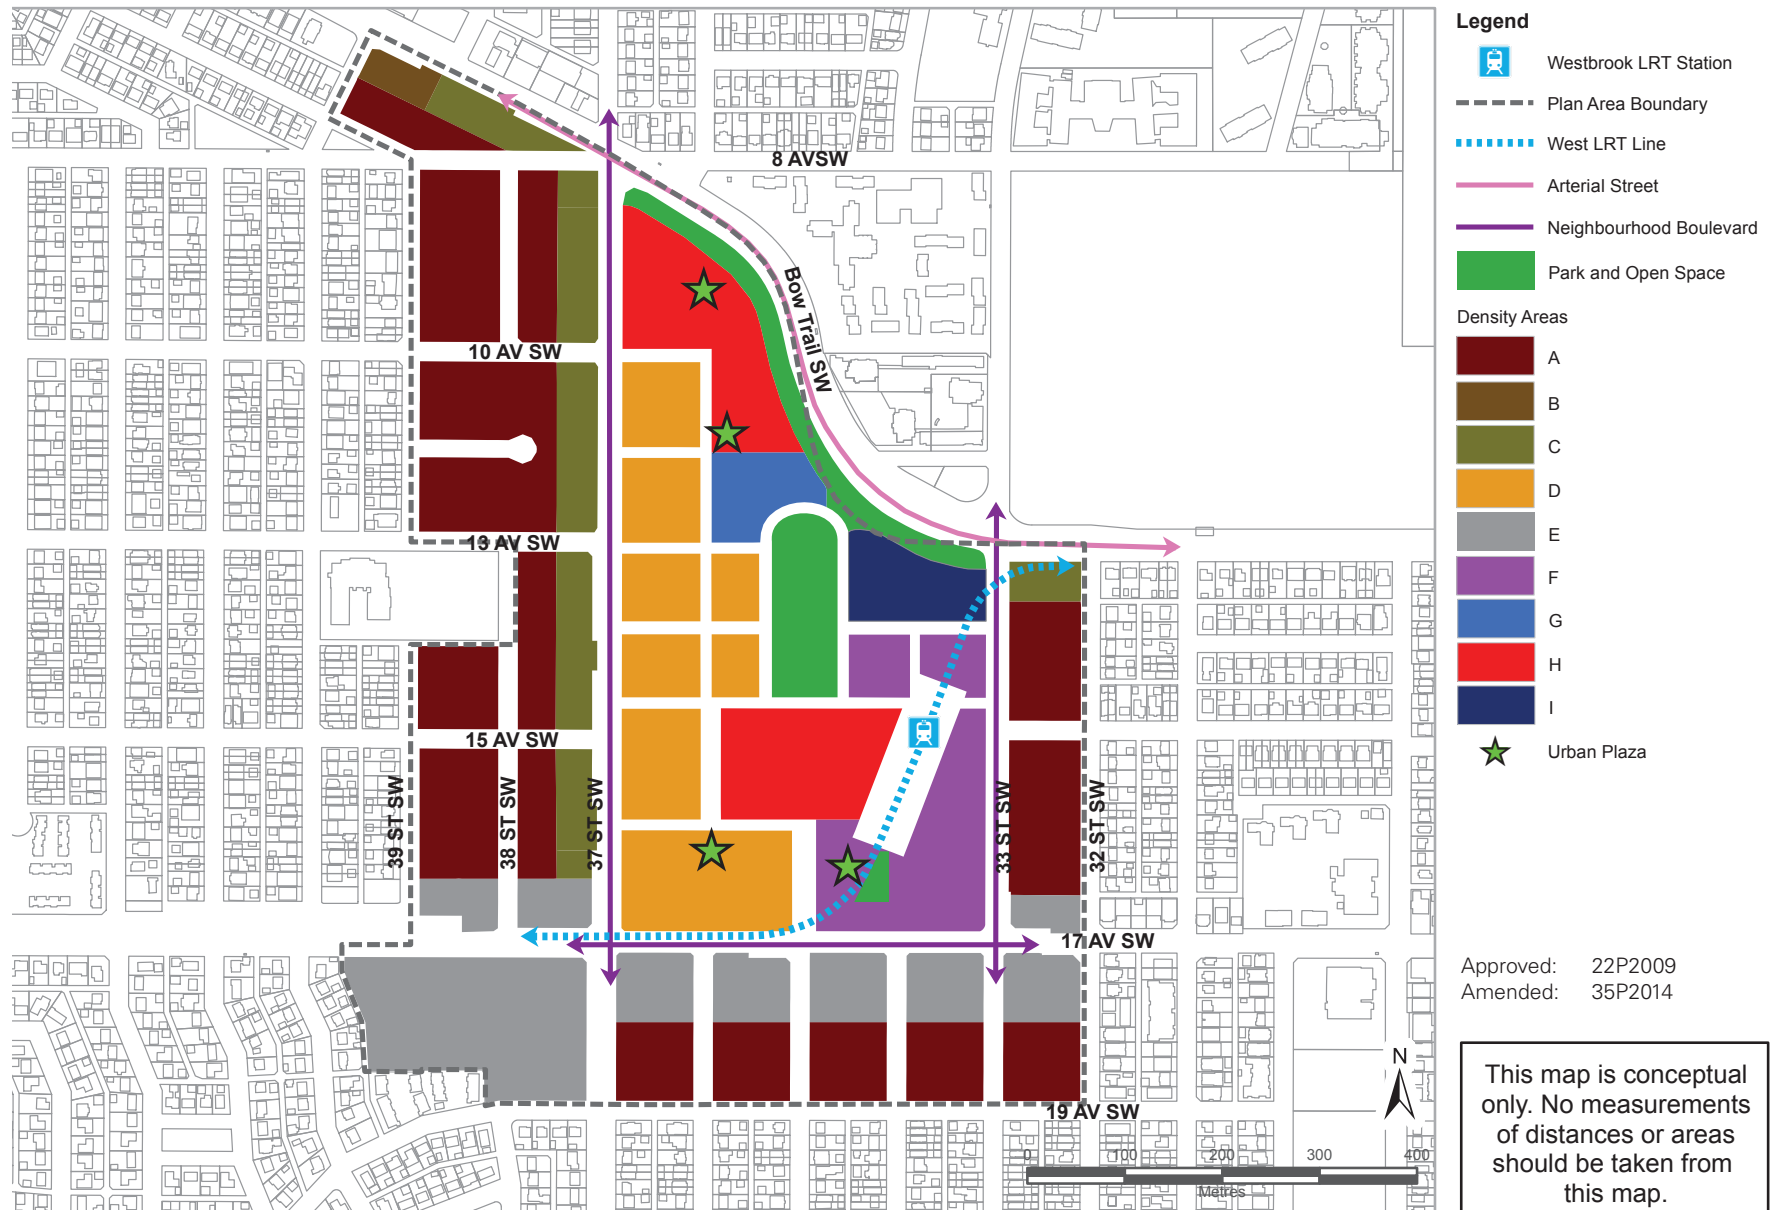 Legend
Westbrook LRT Station
Plan Area Boundary
West LRT Line
Arterial Street
Neighbourhood Boulevard
Park and Open Space
Density Areas
A
B
C
D
E
F
G
H
I
Urban Plaza
8 AVSW
Bow Trail SW
10 AV SW
13 AV SW
15 AV SW
39 ST SW
38 ST SW
37 ST SW
33 ST SW
32 ST SW
17 AV SW
19 AV SW
Approved: 22P2009
Amended: 35P2014
N
0 100 200 300 400
Metres
This map is conceptual
only. No measurements
of distances or areas
should be taken from
this map.